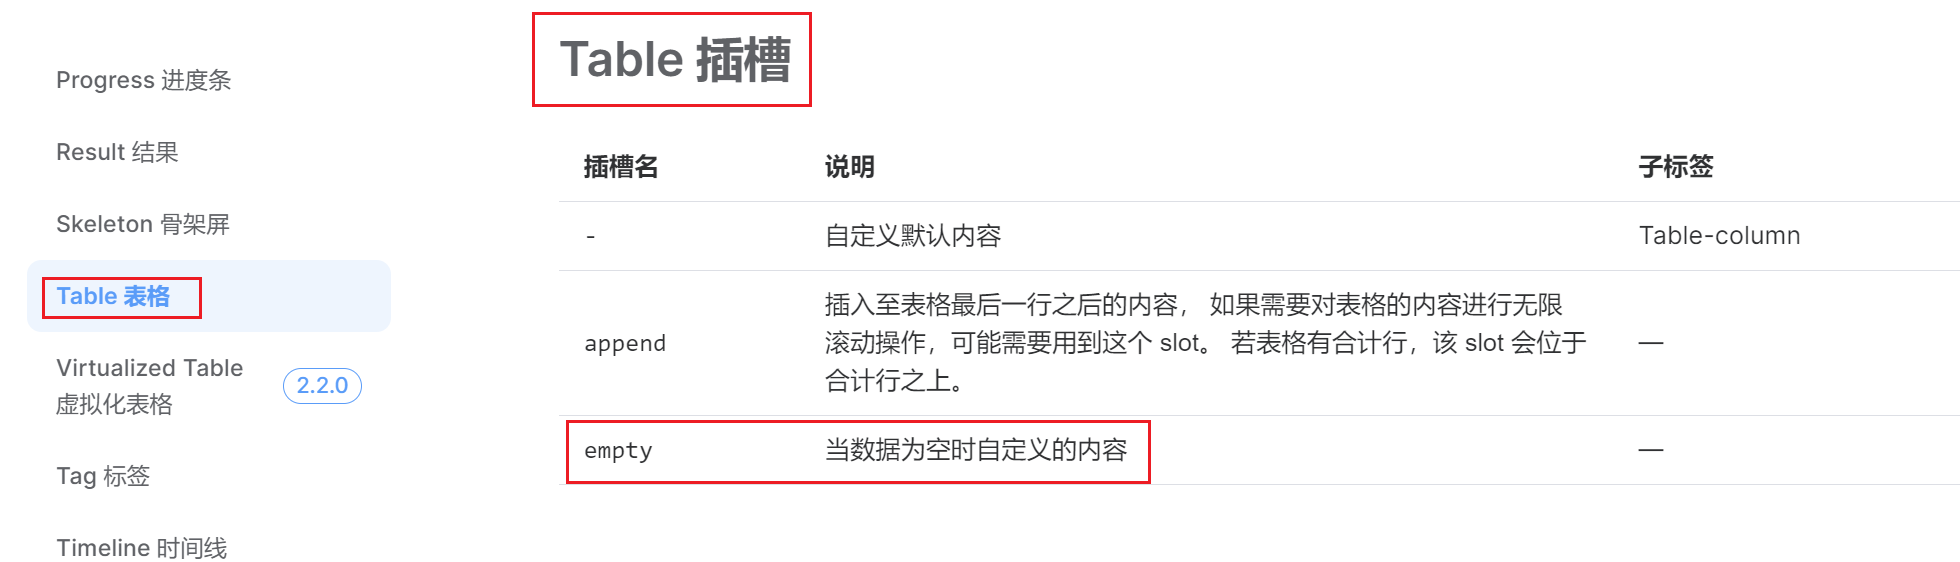 Progress 进度条
Result 结果
Skeleton 骨架屏
Table 表格
Virtualized Table
虚拟化表格
2.2.0
Tag 标签
Timeline 时间线
Table 插槽
插槽名 说明 子标签
- 自定义默认内容 Table-column
插入至表格最后一行之后的内容， 如果需要对表格的内容进行无限
append 滚动操作，可能需要用到这个 slot。 若表格有合计行，该 slot 会位于 —
合计行之上。
empty 当数据为空时自定义的内容 —